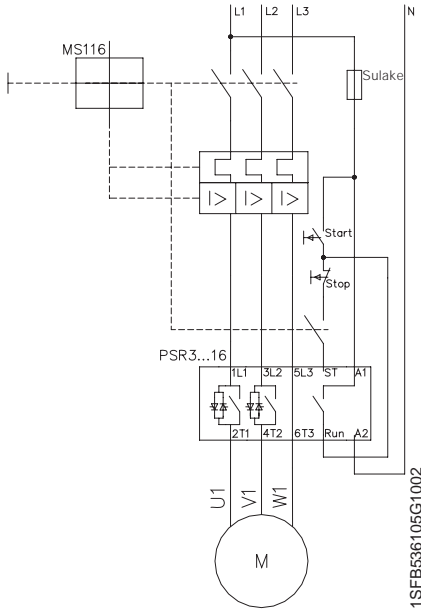 L1 L2 L3 N
MS116
Sulake
I> I> I>
Start
Stop
PSR3...16
1L1 3L2 5L3 ST A1
2T1 4T2 6T3 Run A2
U1 V1 W1
M
1SFB536105G1002